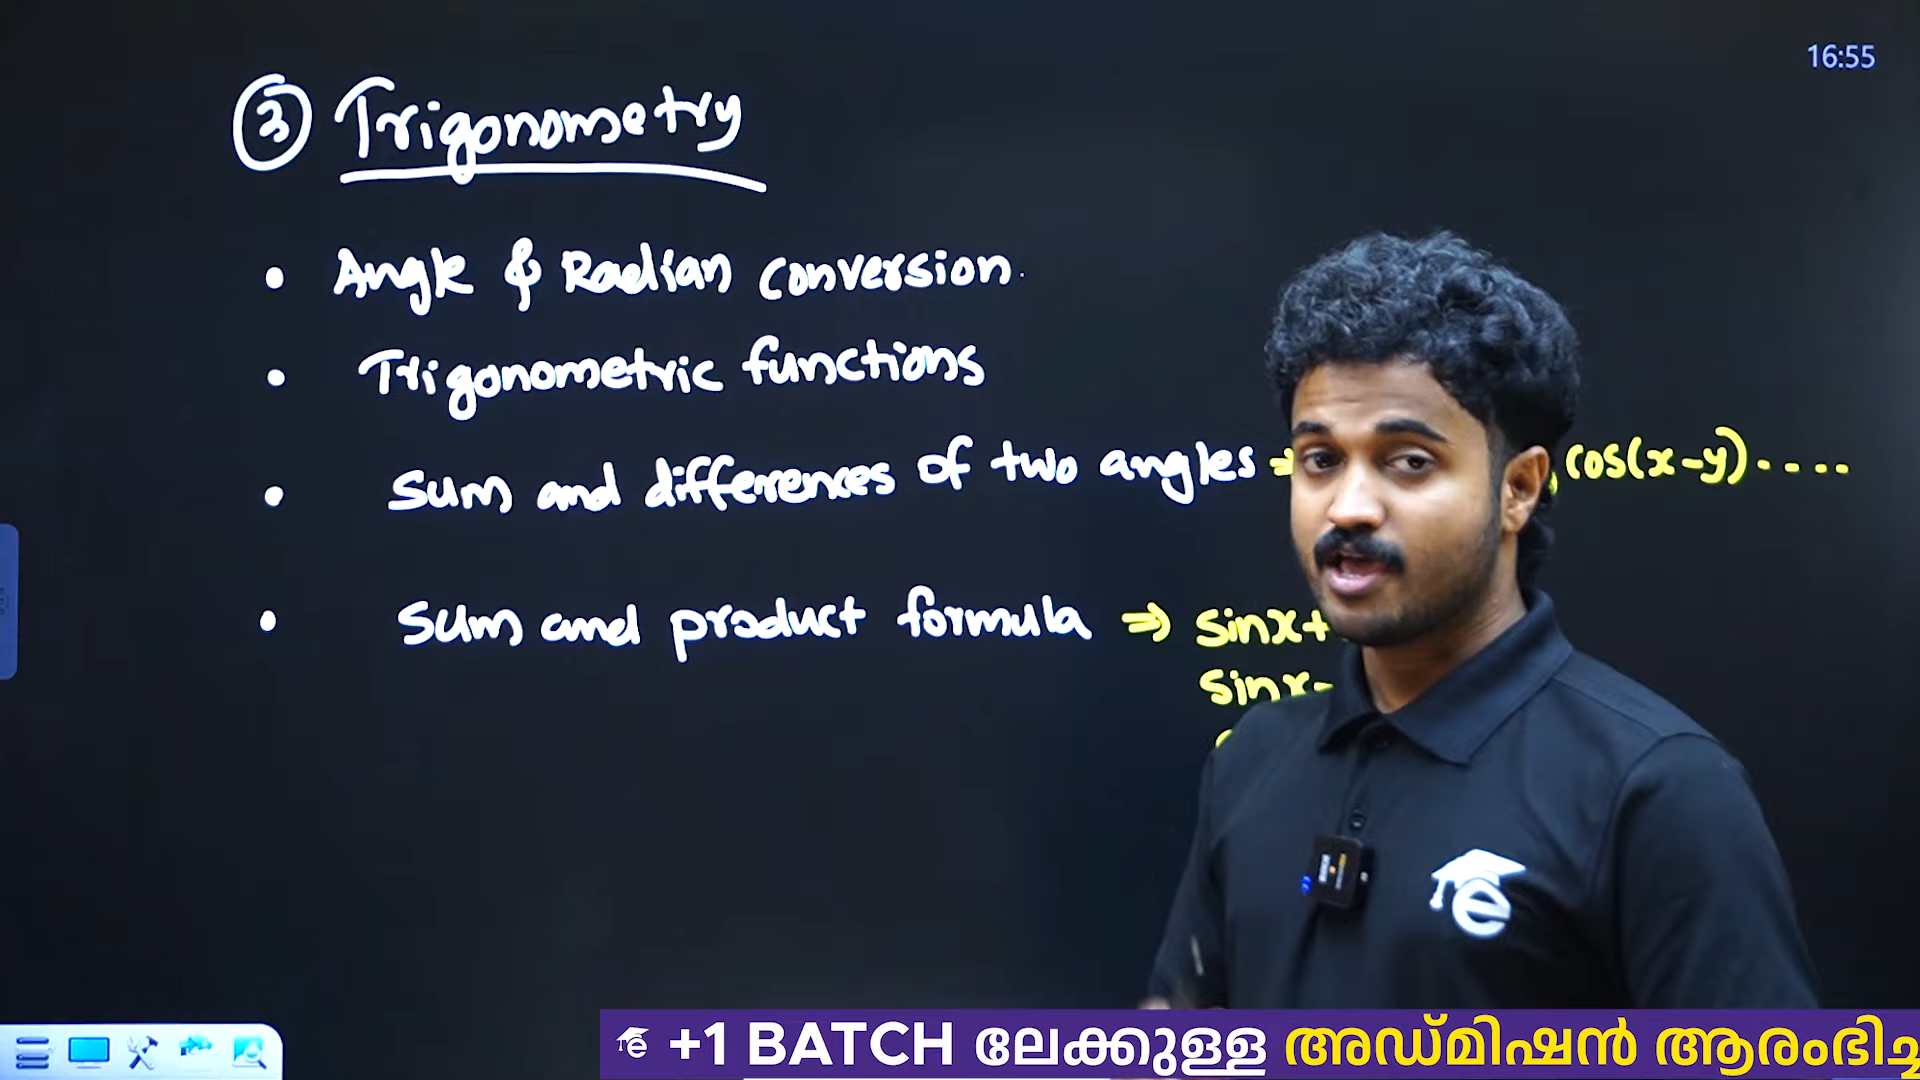 16:55
③ Trigonometry
• Angle & Radian conversion.
• Trigonometric functions
• Sum and differences of two angles ⇒ , cos(x-y)....
• Sum and product formula ⇒ sinx+
sinx-
e +1 BATCH ലേക്കുള്ള അഡ്മിഷൻ ആരംഭിച്ച